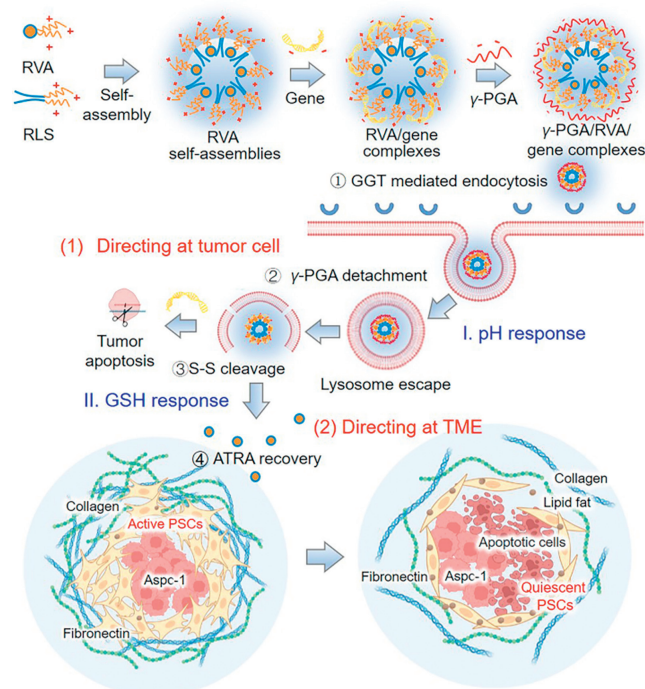 RVA
RLS
Self-
assembly
RVA
self-assemblies
Gene
RVA/gene
complexes
γ-PGA
γ-PGA/RVA/
gene complexes
① GGT mediated endocytosis
(1) Directing at tumor cell
② γ-PGA detachment
Tumor
apoptosis
③S-S cleavage
Lysosome escape
I. pH response
II. GSH response
(2) Directing at TME
④ ATRA recovery
Collagen
Active PSCs
Aspc-1
Fibronectin
Collagen
Lipid fat
Apoptotic cells
Fibronectin
Aspc-1
Quiescent
PSCs